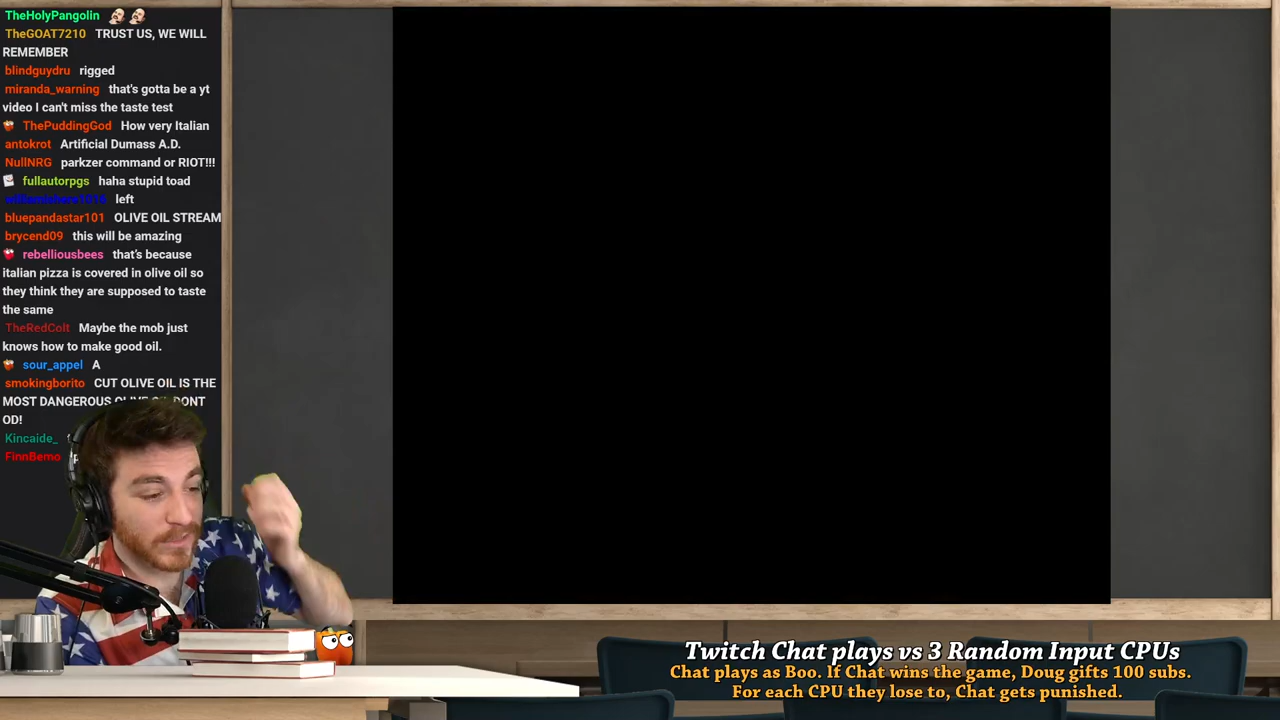 TheHolyPangolin
TheGOAT7210 TRUST US, WE WILL
REMEMBER
blindguydru rigged
miranda_warning that's gotta be a yt
video I can't miss the taste test
ThePuddingGod How very Italian
antokrot Artificial Dumass A.D.
NullNRG parkzer command or RIOT!!!
fullautorpgs haha stupid toad
left
bluepandastar101 OLIVE OIL STREAM
brycend09 this will be amazing
rebelliousbees that's because
italian pizza is covered in olive oil so
they think they are supposed to taste
the same
TheRedColt Maybe the mob just
knows how to make good oil.
sour_appel A
smokingborito CUT OLIVE OIL IS THE
MOST DANGEROUS OLIVE OIL DONT
OD!
Kincaide_
FinnBemo
Twitch Chat plays vs 3 Random Input CPUs
Chat plays as Boo. If Chat wins the game, Doug gifts 100 subs.
For each CPU they lose to, Chat gets punished.